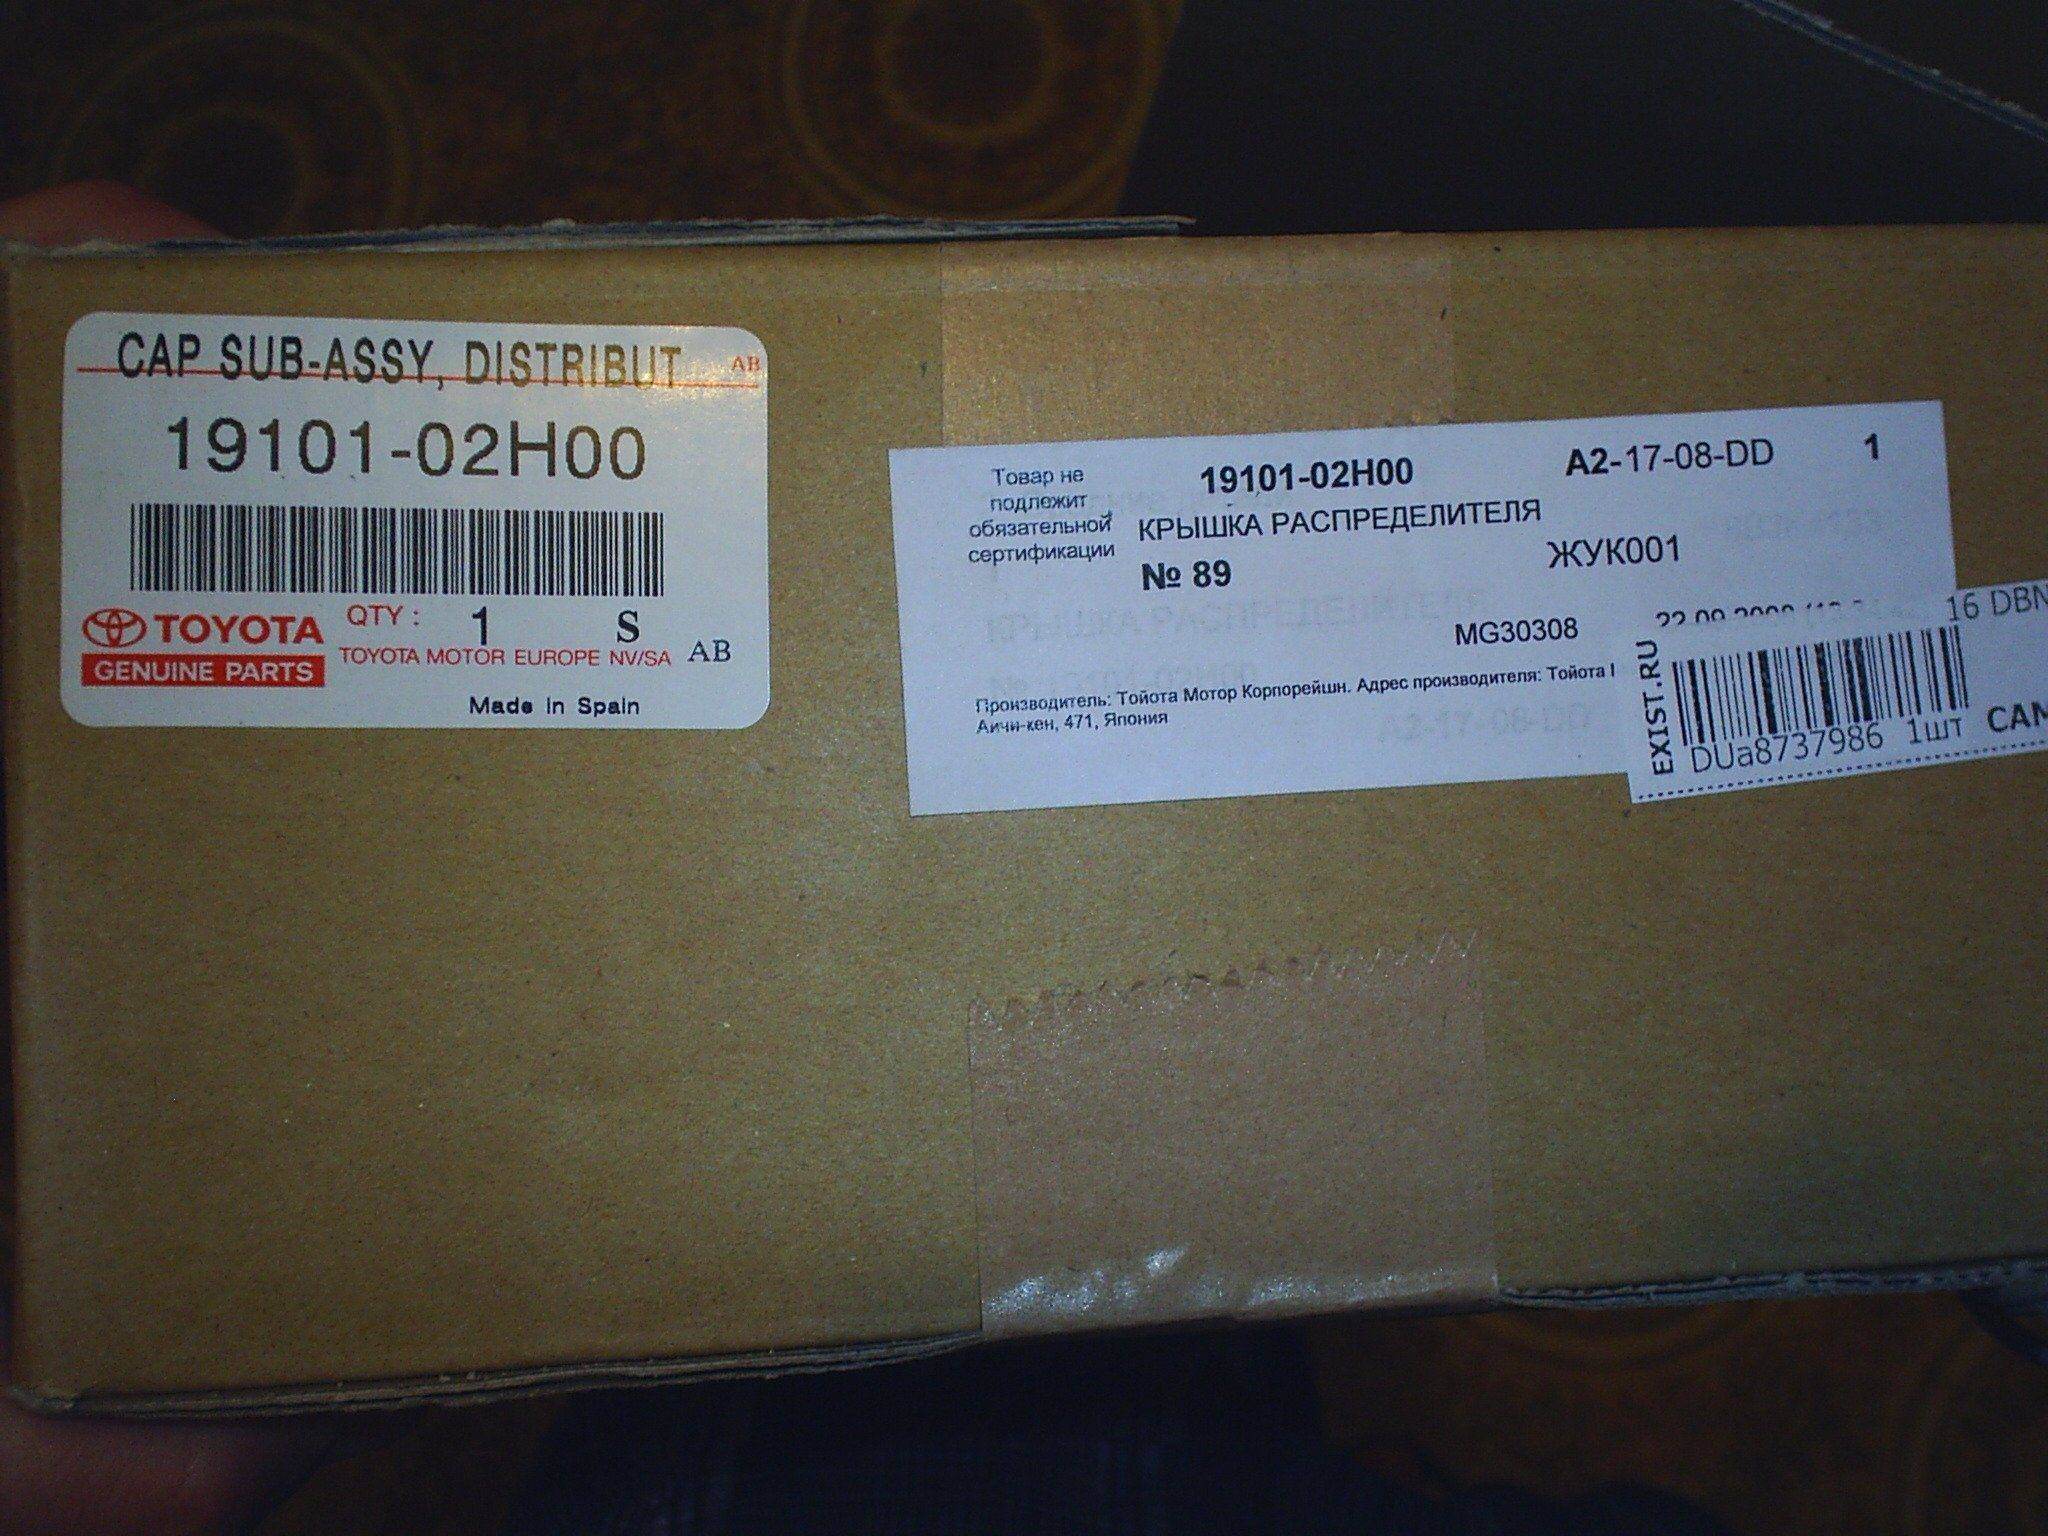 CAP SUB-ASSY, DISTRIBUT AB
19101-02H00
TOYOTA
GENUINE PARTS
QTY : 1 S
TOYOTA MOTOR EUROPE NV/SA AB
Made in Spain
Товар не
подлежит
обязательной
сертификации
19101-02H00
A2-17-08-DD 1
КРЫШКА РАСПРЕДЕЛИТЕЛЯ
№ 89
ЖУК001
MG30308
22.09
Производитель: Тойота Мотор Корпорейшн. Адрес производителя: Тойота
Аичи-кен, 471, Япония
16 DBN
EXIST.RU
DUa8737986 1шт